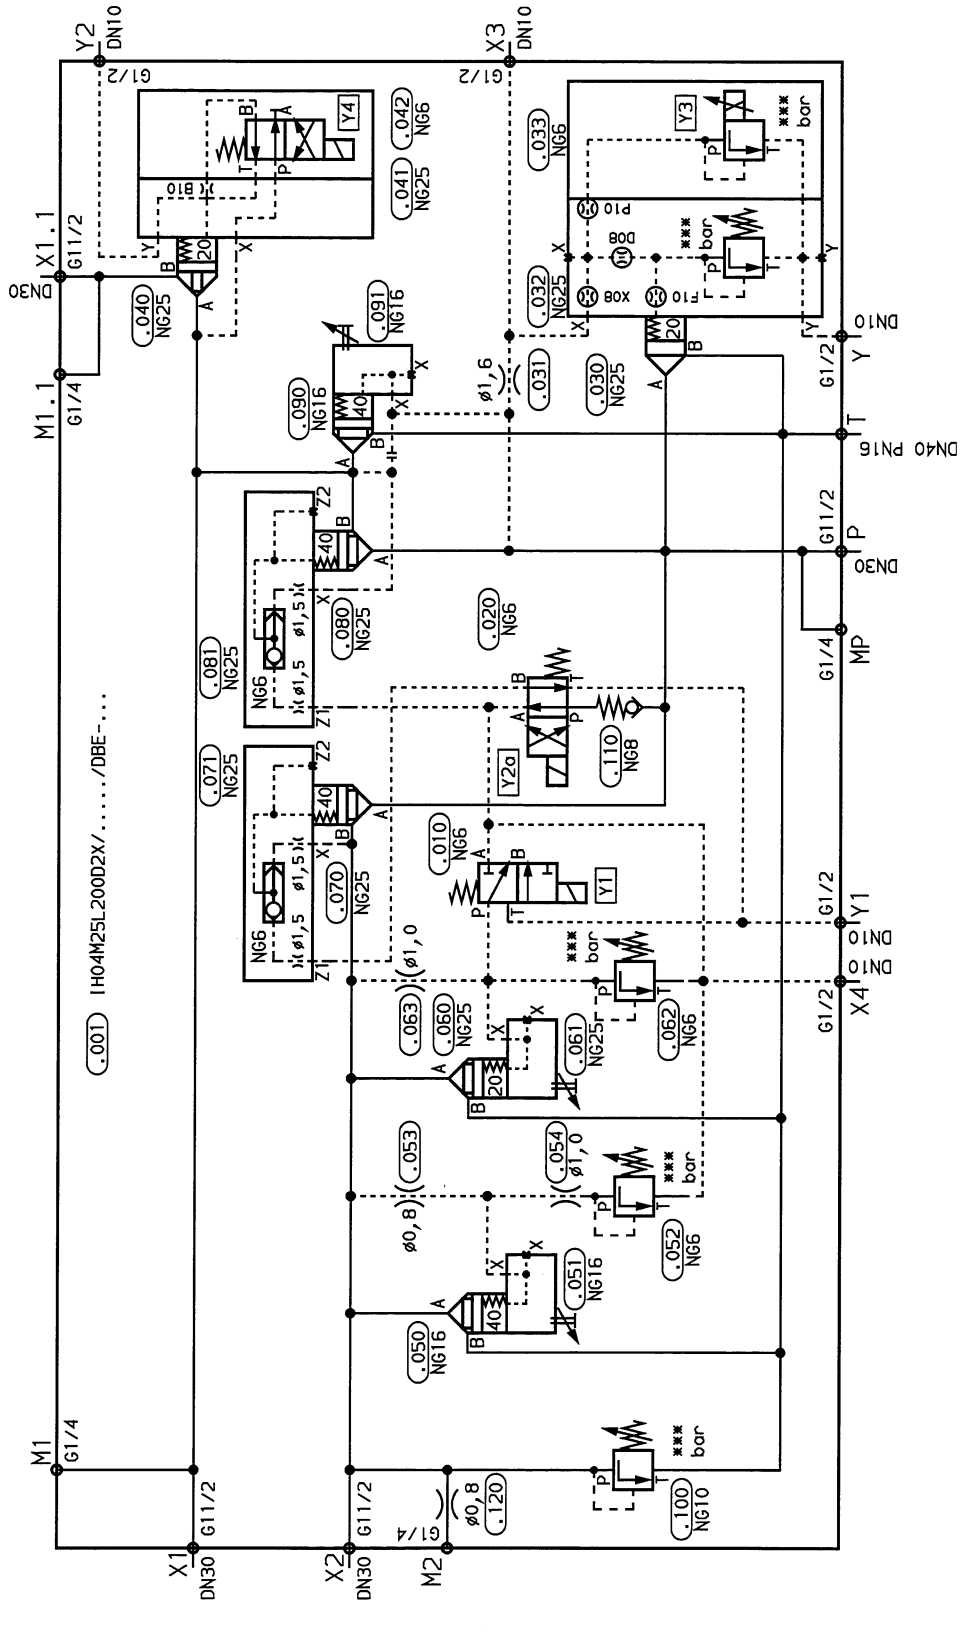 .001
IH04M25L200D2X/....../DBE-...
M1
G1/4
X1
G11/2
DN30
X2
G11/2
DN30
M2
G1/4
ø0,8
.120
.100
NG10
P
T
***
bar
.050
NG16
A
B
40
X
X
.051
NG16
.053
ø0,8
.054
ø1,0
.052
NG6
P
T
***
bar
.063
ø1,0
.060
NG25
A
B
20
X
X
.061
NG25
.062
NG6
P
T
***
bar
X4
G1/2
DN10
Y1
G1/2
DN10
.071
NG25
NG6
ø1,5
ø1,5
Z1
Z2
X
40
B
A
.070
NG25
.010
NG6
A
B
P
T
Y1
.081
NG25
NG6
ø1,5
ø1,5
Z1
Z2
X
40
B
A
.080
NG25
.020
NG6
A
B
P
T
Y2a
.110
NG8
MP
G1/4
P
G11/2
DN30
T
DN40 PN16
.090
NG16
.091
NG16
40
A
B
X
X
M1.1
G1/4
X1.1
G11/2
DN30
.040
NG25
A
B
20
Y
X
B10
T
B
P
A
Y4
.041
NG25
.042
NG6
Y2
DN10
G1/2
X3
DN10
G1/2
ø1,6
.031
.030
NG25
A
B
20
.032
NG25
X
X
X08
D08
F10
P10
***
bar
P
T
Y
Y
.033
NG6
Y3
P
T
***
bar
Y
G1/2
DN10